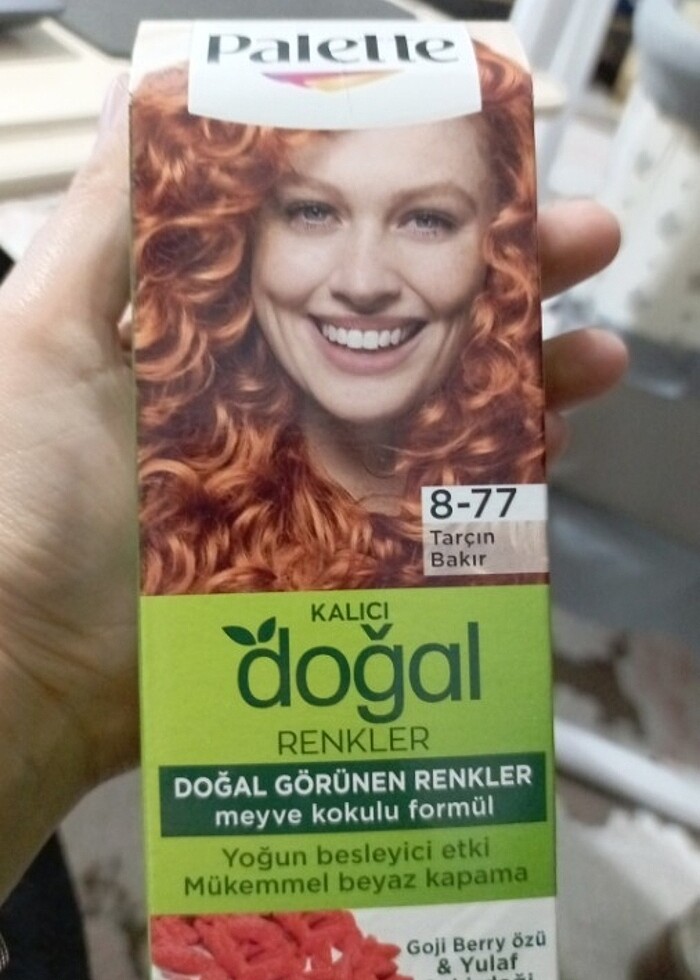 Palette
8-77
Tarçın
Bakır
KALICI
doğal
RENKLER
DOĞAL GÖRÜNEN RENKLER
meyve kokulu formül
Yoğun besleyici etki
Mükemmel beyaz kapama
Goji Berry özü
& Yulaf